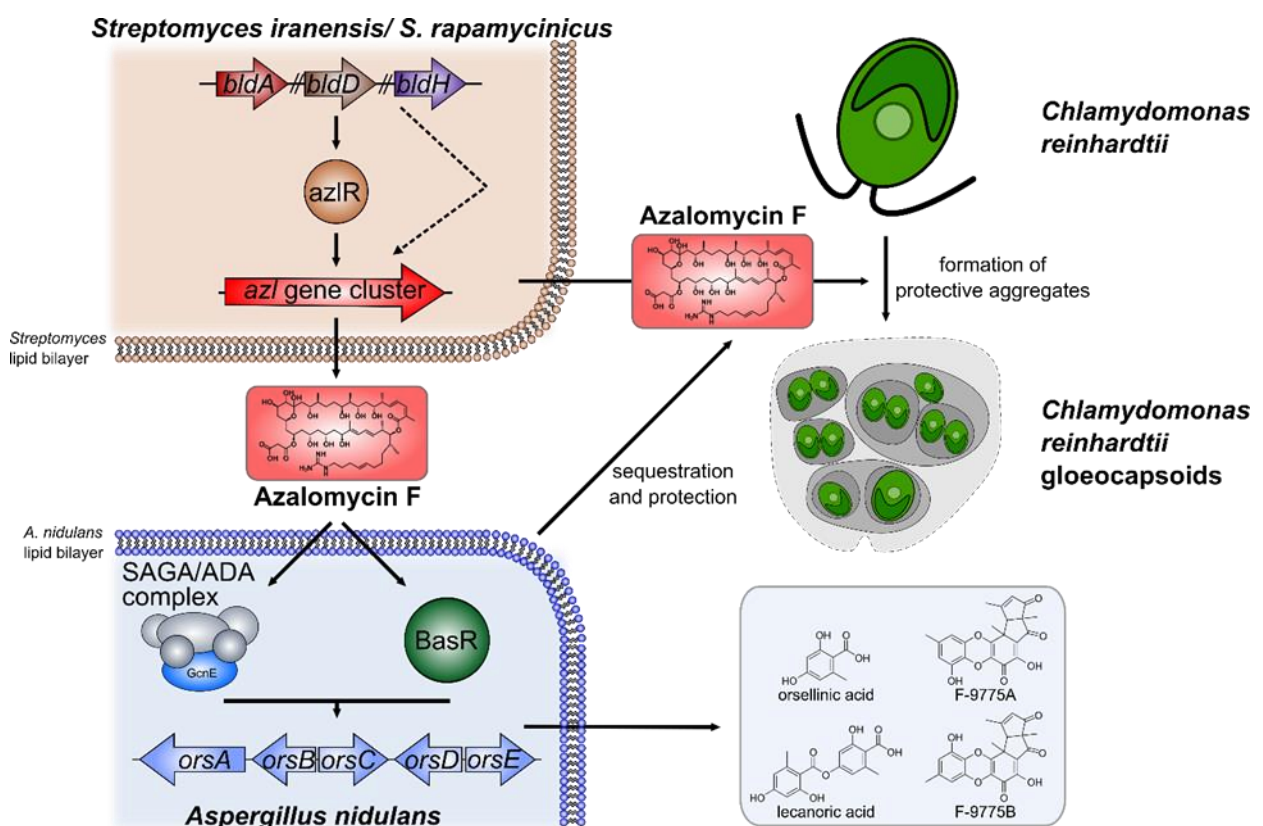 Streptomyces iranensis/ S. rapamycinicus
bldA
bldD
bldH
azlR
azl gene cluster
Streptomyces
lipid bilayer
Azalomycin F
Chlamydomonas
reinhardtii
formation of
protective aggregates
Azalomycin F
sequestration
and protection
Chlamydomonas
reinhardtii
gloeocapsoids
A. nidulans
lipid bilayer
SAGA/ADA
complex
GcnE
BasR
orsA
orsB
orsC
orsD
orsE
Aspergillus nidulans
orsellinic acid
F-9775A
lecanoric acid
F-9775B